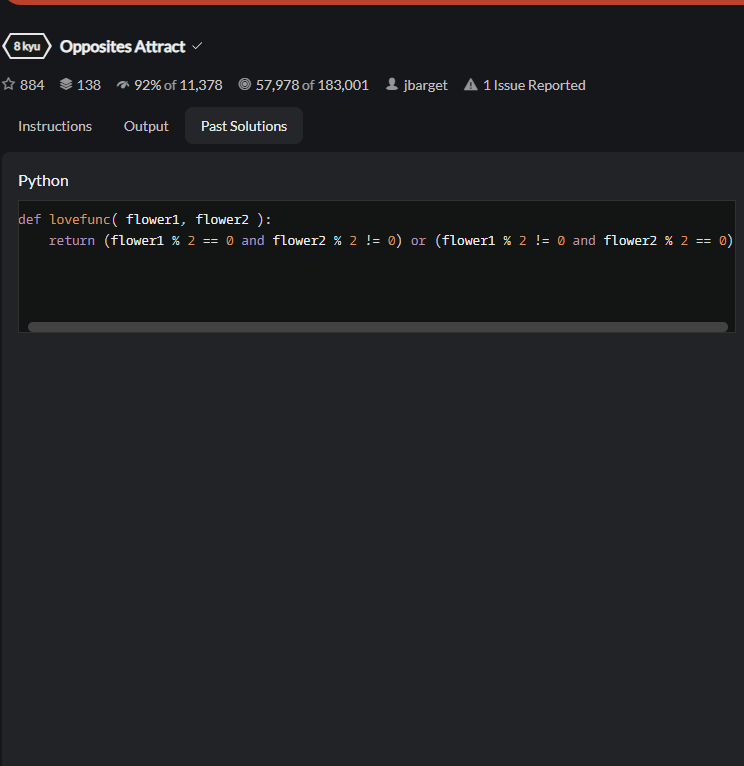 8 kyu Opposites Attract
884 138 92% of 11,378 57,978 of 183,001 jbarget 1 Issue Reported
Instructions Output Past Solutions
Python
def lovefunc( flower1, flower2 ):
    return (flower1 % 2 == 0 and flower2 % 2 != 0) or (flower1 % 2 != 0 and flower2 % 2 == 0)